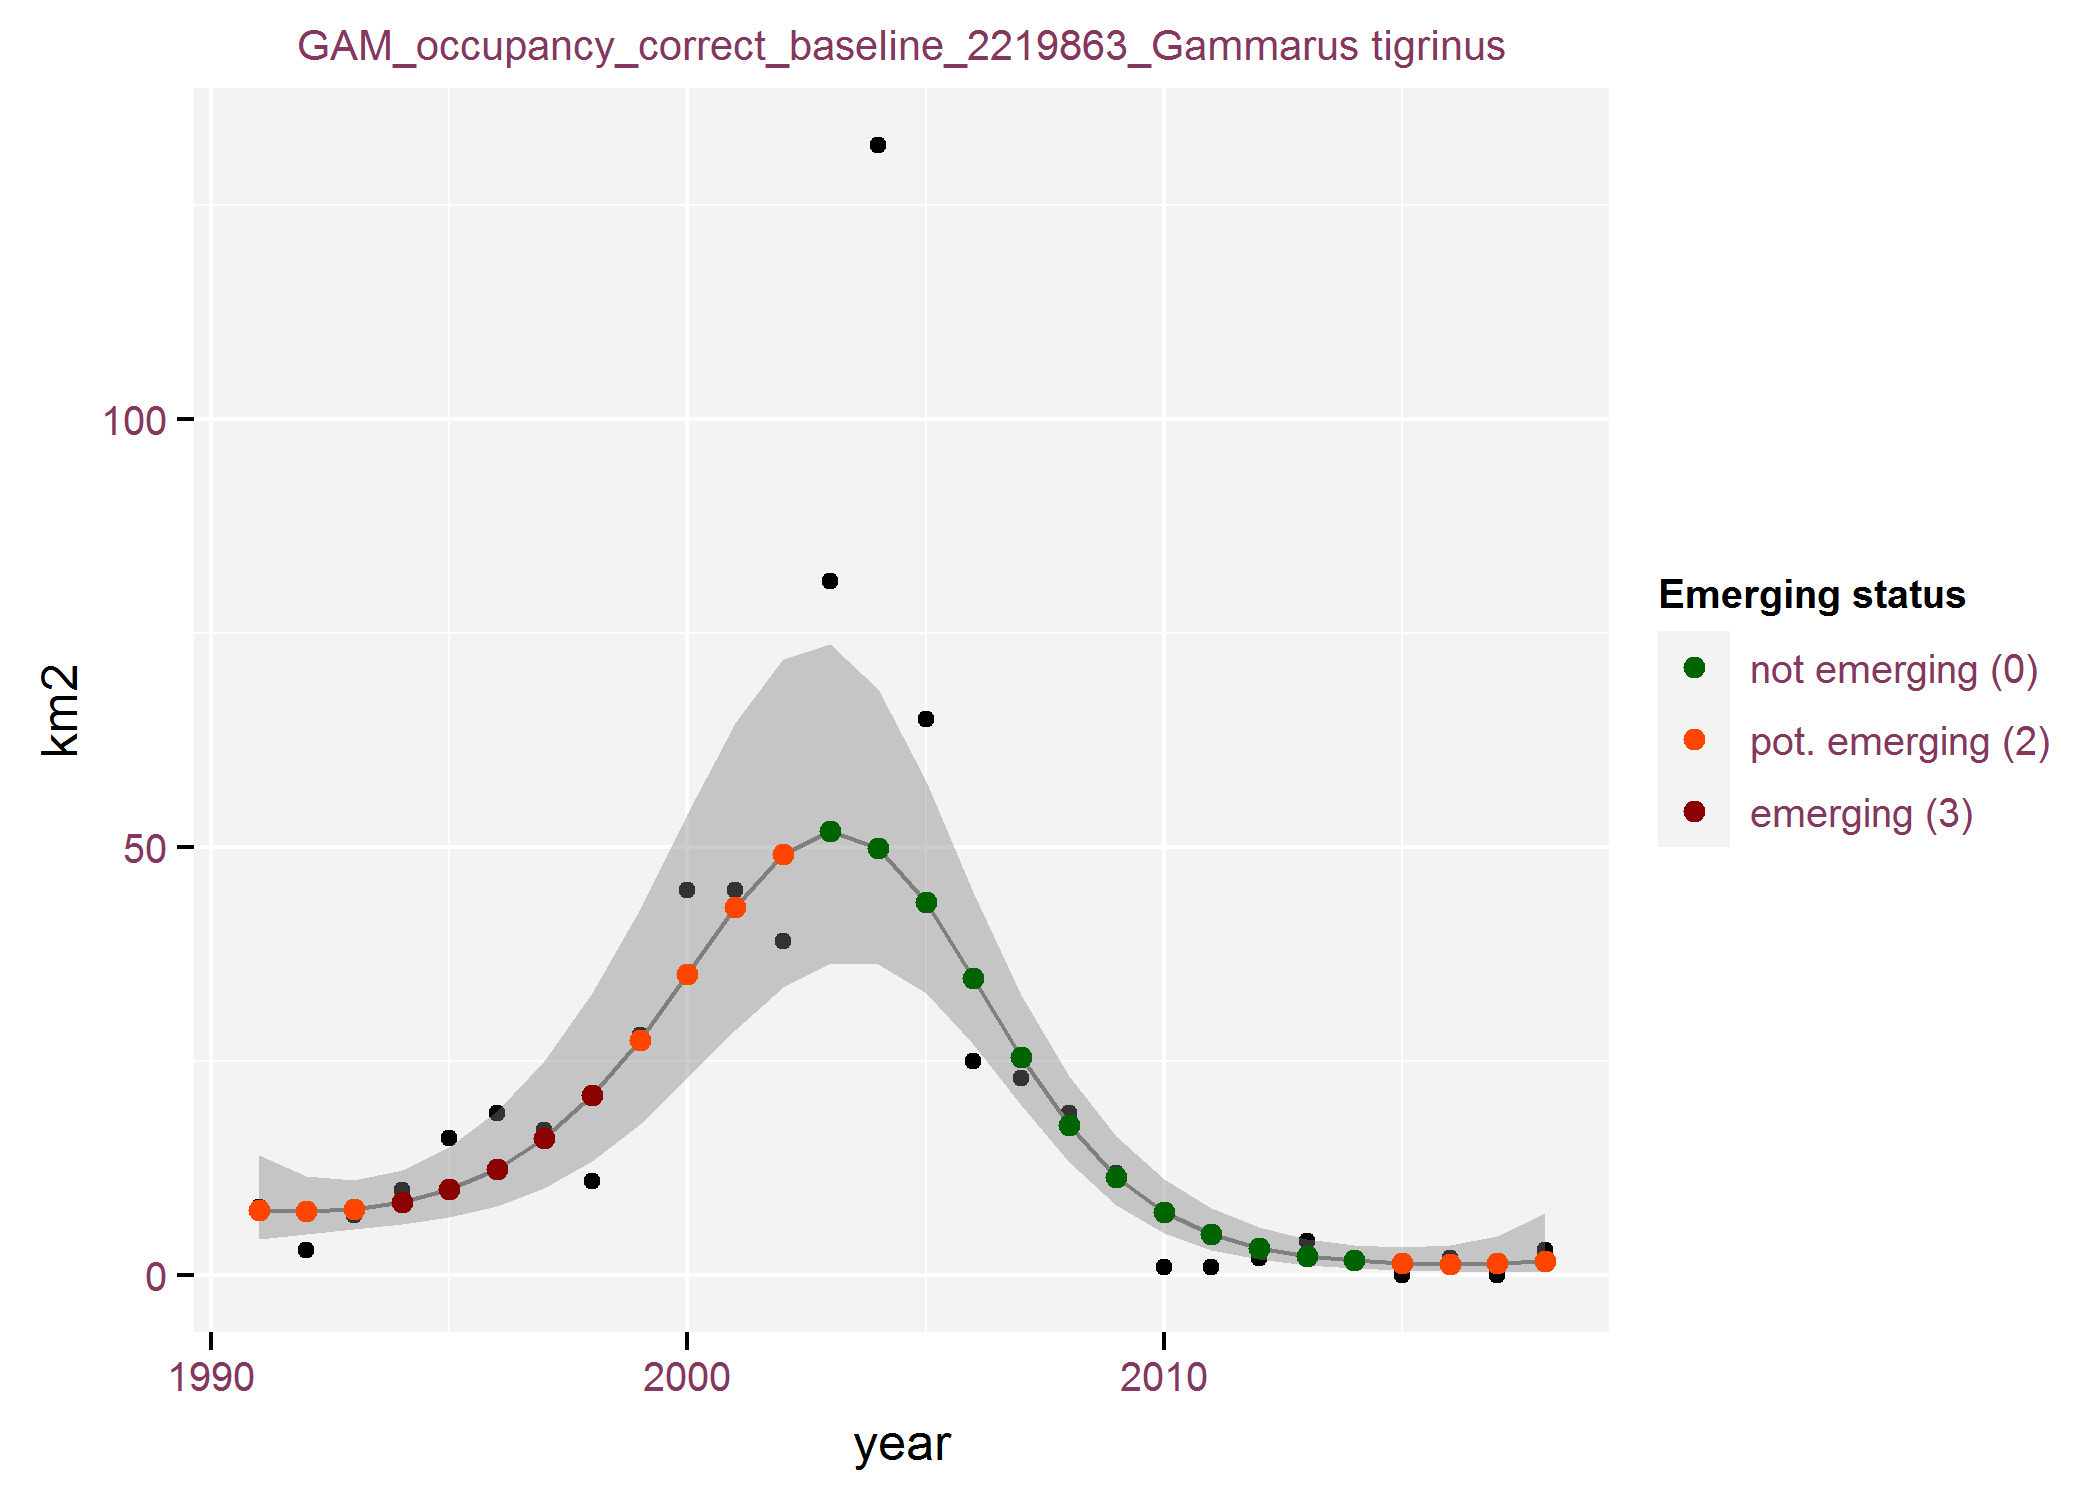 GAM_occupancy_correct_baseline_2219863_Gammarus tigrinus
100
50
0
km2
1990
2000
2010
year
Emerging status
not emerging (0)
pot. emerging (2)
emerging (3)